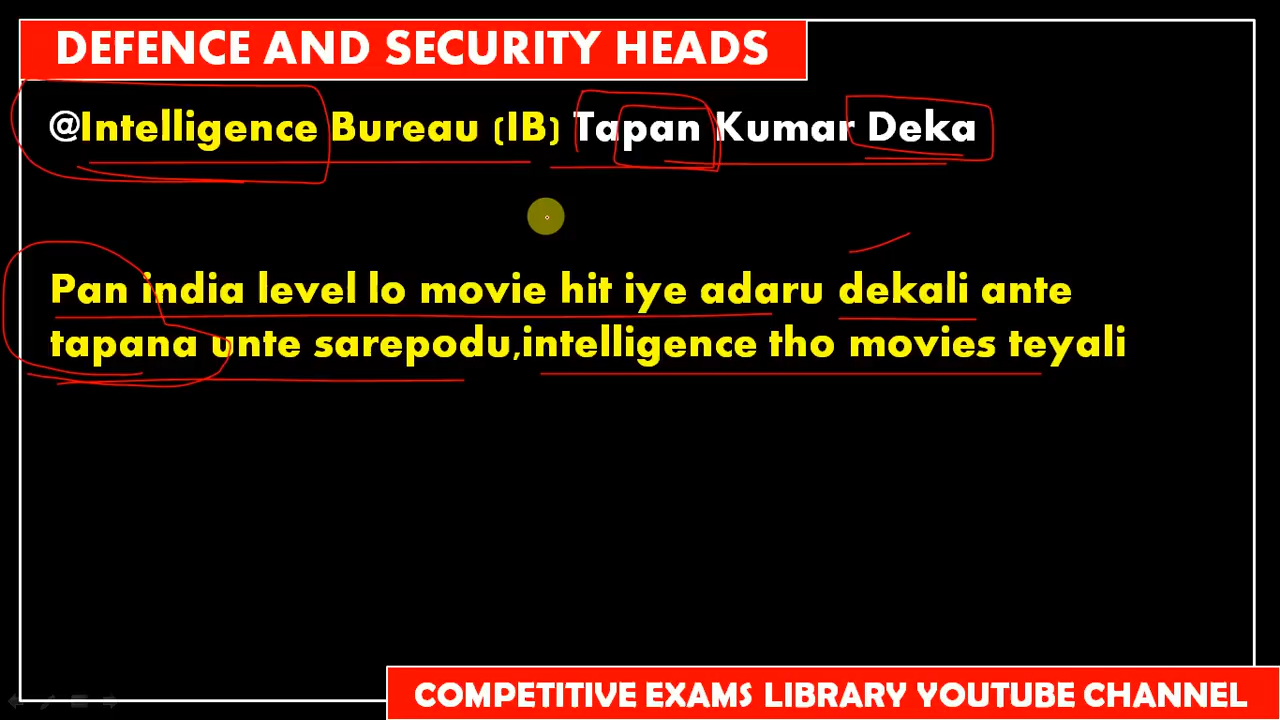 DEFENCE AND SECURITY HEADS
@Intelligence Bureau (IB) Tapan Kumar Deka
Pan india level lo movie hit iye adaru dekali ante
tapana unte sarepodu,intelligence tho movies teyali
COMPETITIVE EXAMS LIBRARY YOUTUBE CHANNEL